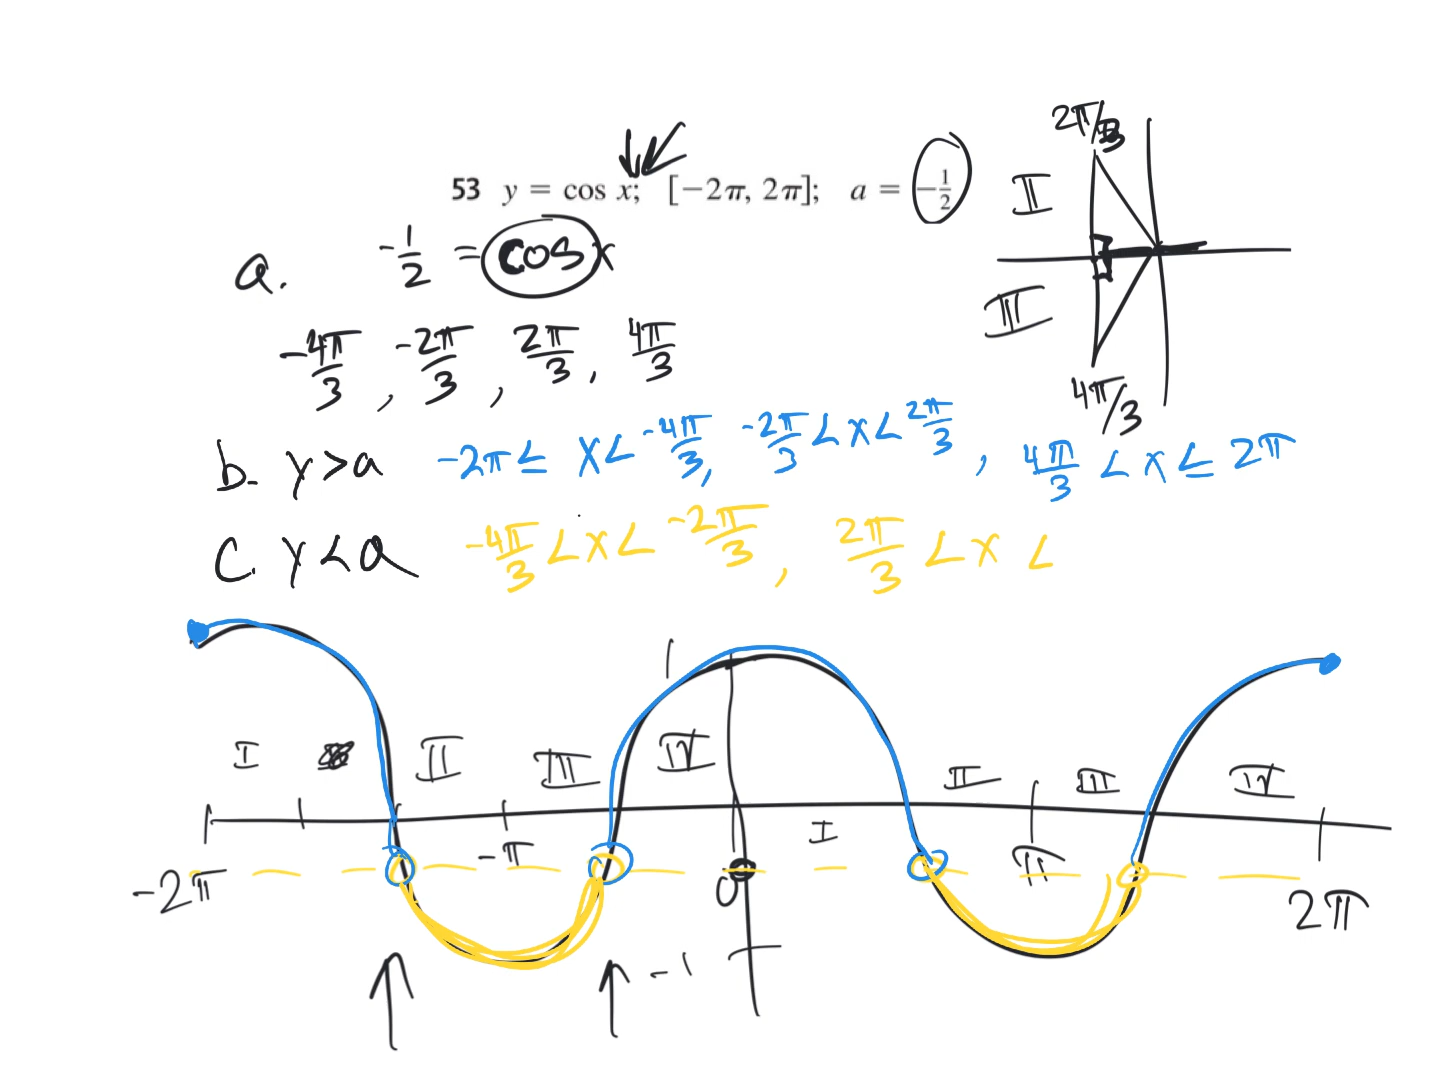 2π/3
53 y = cos x; [−2π, 2π]; a = −1/2
II
a. -1/2 = cos x
III
-4π/3, -2π/3, 2π/3, 4π/3
4π/3
b. y>a -2π ≤ x < -4π/3, -2π/3 < x < 2π/3, 4π/3 < x ≤ 2π
c. y<a -4π/3 < x < -2π/3, 2π/3 < x <
1
I II III IV I II III IV
-2π -π 0 π 2π
-1